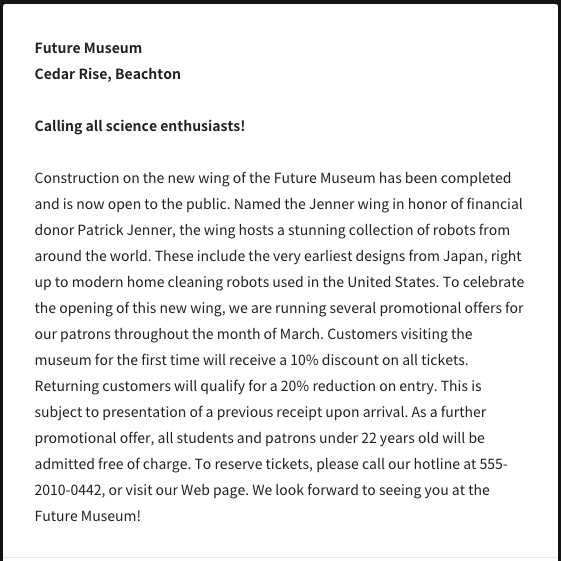 Future Museum
Cedar Rise, Beachton
Calling all science enthusiasts!
Construction on the new wing of the Future Museum has been completed
and is now open to the public. Named the Jenner wing in honor of financial
donor Patrick Jenner, the wing hosts a stunning collection of robots from
around the world. These include the very earliest designs from Japan, right
up to modern home cleaning robots used in the United States. To celebrate
the opening of this new wing, we are running several promotional offers for
our patrons throughout the month of March. Customers visiting the
museum for the first time will receive a 10% discount on all tickets.
Returning customers will qualify for a 20% reduction on entry. This is
subject to presentation of a previous receipt upon arrival. As a further
promotional offer, all students and patrons under 22 years old will be
admitted free of charge. To reserve tickets, please call our hotline at 555-
2010-0442, or visit our Web page. We look forward to seeing you at the
Future Museum!